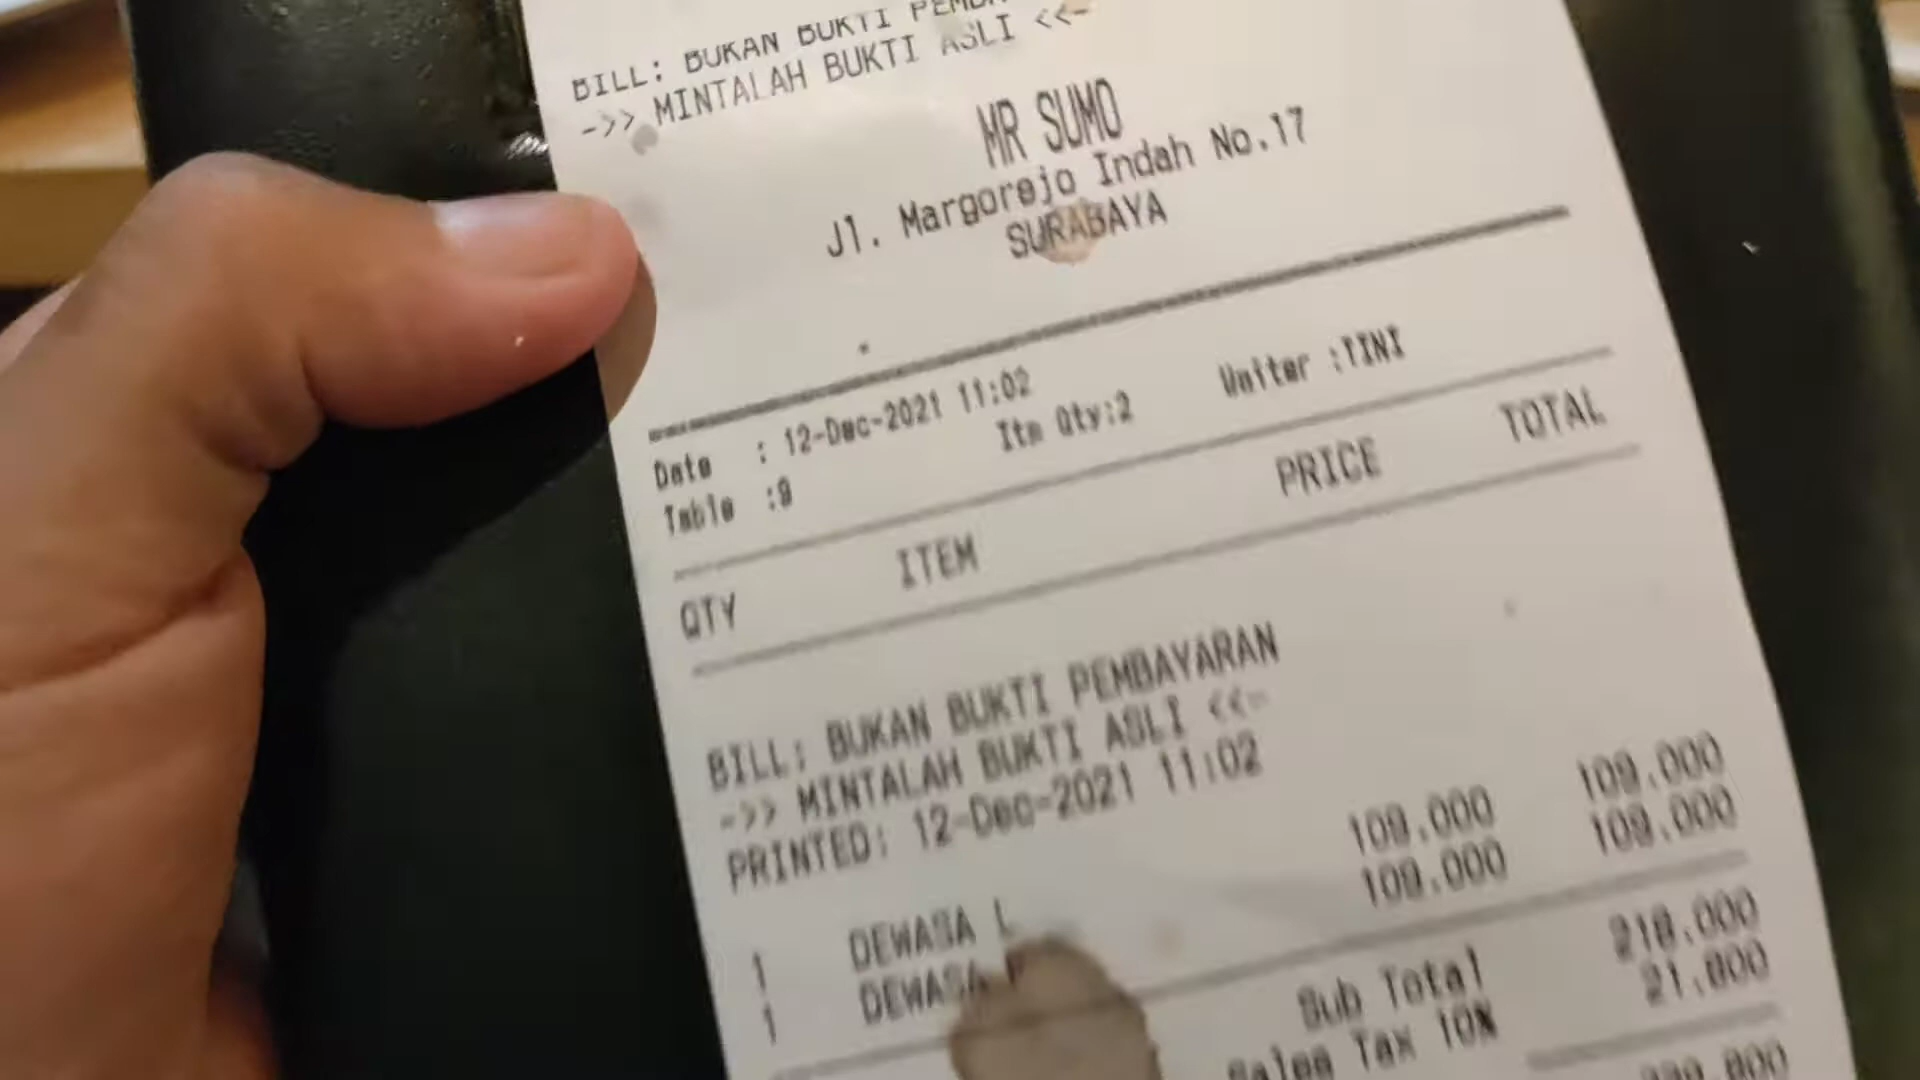 BILL: BUKAN BUKTI
->> MINTALAH BUKTI ASLI <<-
MR SUMO
Jl. Margorejo Indah No.17
SURABAYA
Date : 12-Dec-2021 11:02
Table :9 Itm Qty:2 Waiter :TINI
QTY ITEM PRICE TOTAL
BILL: BUKAN BUKTI PEMBAYARAN
->> MINTALAH BUKTI ASLI <<-
PRINTED: 12-Dec-2021 11:02
1 DEWASA L 109.000 109.000
1 DEWASA P 109.000 109.000
Sub Total 218.000
Sales Tax 10% 21.800